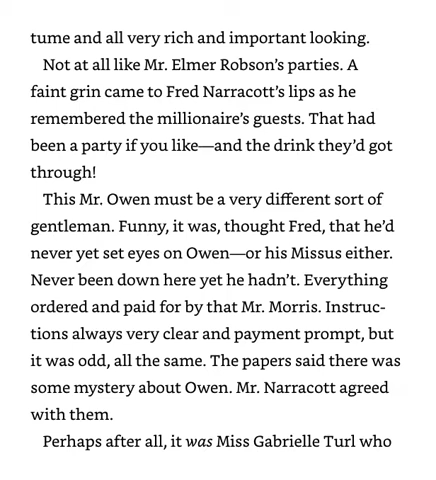 tume and all very rich and important looking.
Not at all like Mr. Elmer Robson’s parties. A
faint grin came to Fred Narracott’s lips as he
remembered the millionaire’s guests. That had
been a party if you like—and the drink they’d got
through!
This Mr. Owen must be a very different sort of
gentleman. Funny, it was, thought Fred, that he’d
never yet set eyes on Owen—or his Missus either.
Never been down here yet he hadn’t. Everything
ordered and paid for by that Mr. Morris. Instruc-
tions always very clear and payment prompt, but
it was odd, all the same. The papers said there was
some mystery about Owen. Mr. Narracott agreed
with them.
Perhaps after all, it was Miss Gabrielle Turl who